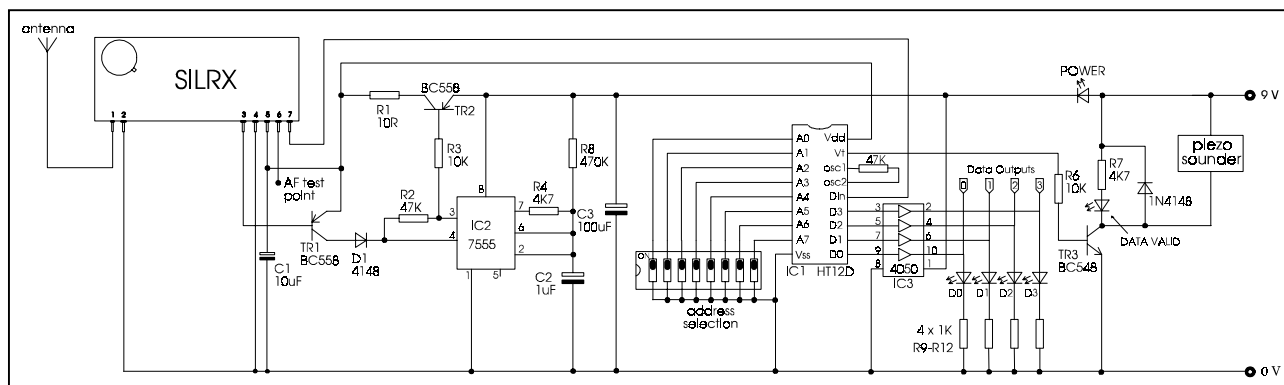 antenna
SILRX
1 2 3 4 5 6 7
AF test
point
TR1
BC558
C1
10uF
D1
4148
R1
10R
BC558
TR2
R3
10K
R2
47K
8
3
4
IC2
7555
7
6
2
1
5
R4
4K7
R8
470K
C3
100uF
C2
1uF
ON
address
selection
A0
A1
A2
A3
A4
A5
A6
A7
Vss
Vdd
Vt
osc1
osc2
Din
D3
D2
D1
D0
IC1 HT12D
47K
3 2
5 4
7 6
9 10
8 1
4050
IC3
Data Outputs
0 1 2 3
D0 D1 D2 D3
4 x 1K
R9-R12
POWER
R6
10K
R7
4K7
1N4148
DATA VALID
TR3
BC548
piezo
sounder
9 V
0 V